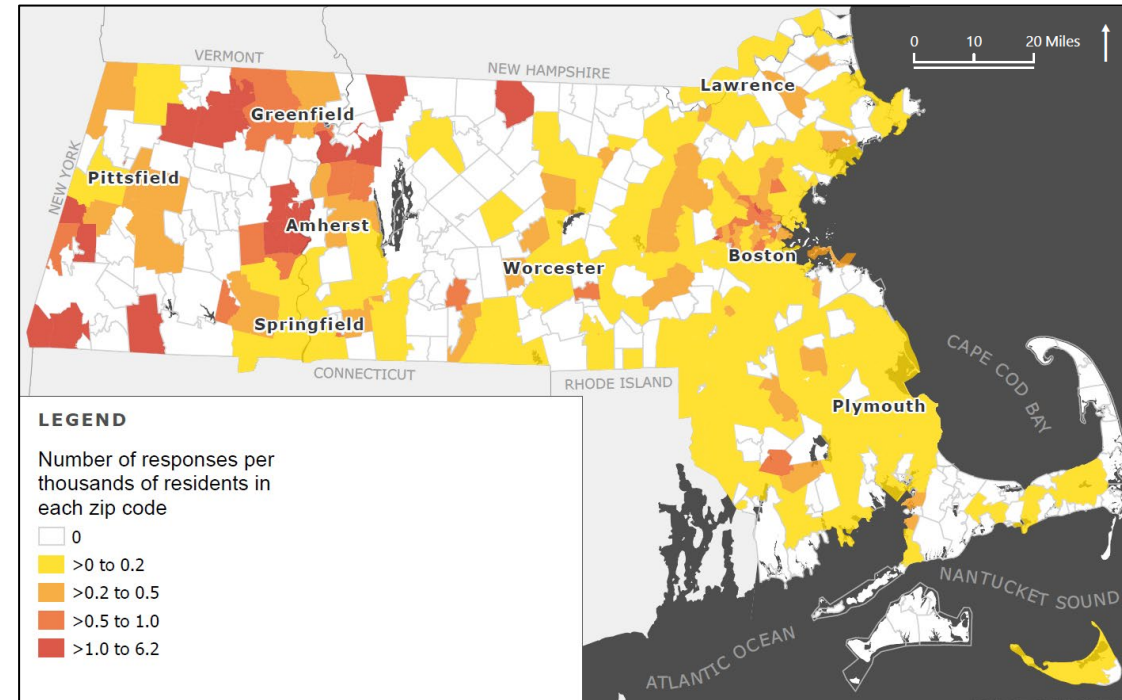 VERMONT
NEW HAMPSHIRE
0 10 20 Miles
Lawrence
Greenfield
NEW YORK
Pittsfield
Amherst
Boston
Worcester
Springfield
CONNECTICUT
RHODE ISLAND
CAPE COD BAY
Plymouth
NANTUCKET SOUND
ATLANTIC OCEAN
LEGEND
Number of responses per
thousands of residents in
each zip code
0
>0 to 0.2
>0.2 to 0.5
>0.5 to 1.0
>1.0 to 6.2